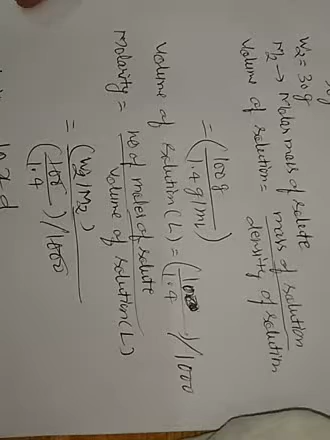 W₂ = 30 g
M₂ → Molar mass of solute
Volume of solution = mass of solution / density of solution
= (100 g / 1.4 g/mL)
Volume of solution (L) = (100 / 1.4) / 1000
Molarity = no of moles of solute / Volume of solution (L)
= (W₂/M₂) / (100 / 1.4) / 1000